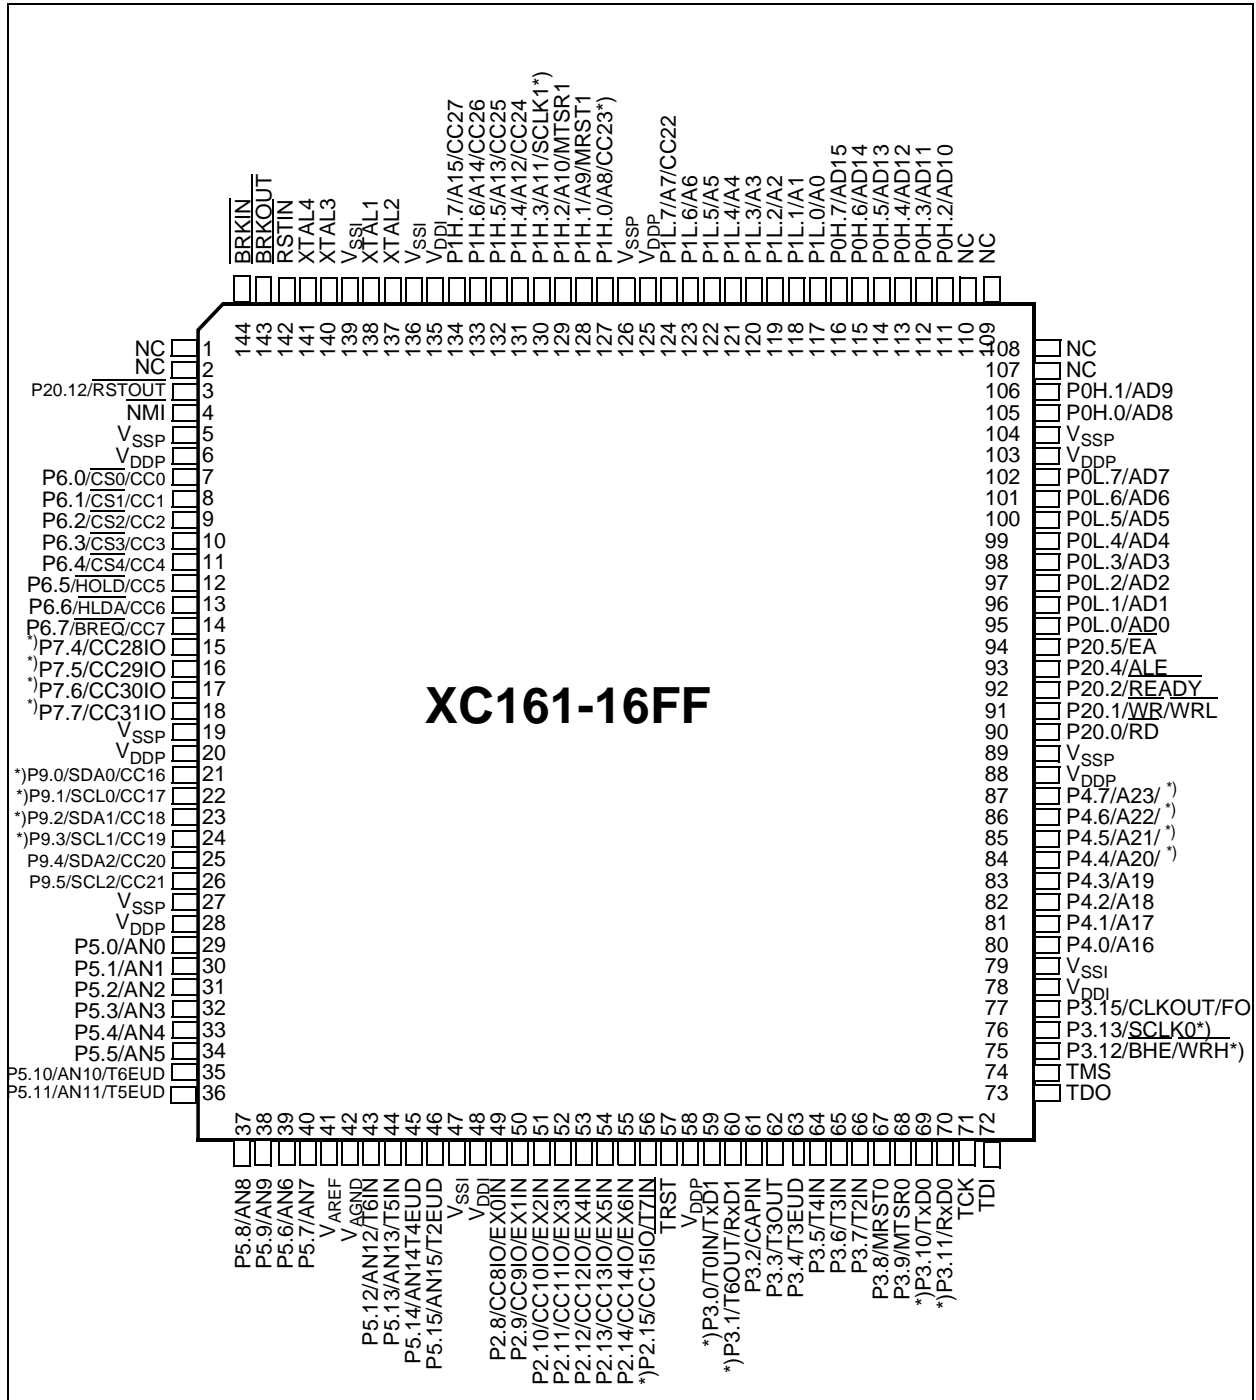 BRKIN
BRKOUT
RSTIN
XTAL4
XTAL3
VSSI
XTAL1
XTAL2
VSSI
VDDI
P1H.7/A15/CC27
P1H.6/A14/CC26
P1H.5/A13/CC25
P1H.4/A12/CC24
P1H.3/A11/SCLK1*)
P1H.2/A10/MTSR1
P1H.1/A9/MRST1
P1H.0/A8/CC23*)
VSSP
VDDP
P1L.7/A7/CC22
P1L.6/A6
P1L.5/A5
P1L.4/A4
P1L.3/A3
P1L.2/A2
P1L.1/A1
P1L.0/A0
P0H.7/AD15
P0H.6/AD14
P0H.5/AD13
P0H.4/AD12
P0H.3/AD11
P0H.2/AD10
NC
NC
144
143
142
141
140
139
138
137
136
135
134
133
132
131
130
129
128
127
126
125
124
123
122
121
120
119
118
117
116
115
114
113
112
111
110
109
NC 1
NC 2
P20.12/RSTOUT 3
NMI 4
VSSP 5
VDDP 6
P6.0/CS0/CC0 7
P6.1/CS1/CC1 8
P6.2/CS2/CC2 9
P6.3/CS3/CC3 10
P6.4/CS4/CC4 11
P6.5/HOLD/CC5 12
P6.6/HLDA/CC6 13
P6.7/BREQ/CC7 14
*)P7.4/CC28IO 15
*)P7.5/CC29IO 16
*)P7.6/CC30IO 17
*)P7.7/CC31IO 18
VSSP 19
VDDP 20
*)P9.0/SDA0/CC16 21
*)P9.1/SCL0/CC17 22
*)P9.2/SDA1/CC18 23
*)P9.3/SCL1/CC19 24
P9.4/SDA2/CC20 25
P9.5/SCL2/CC21 26
VSSP 27
VDDP 28
P5.0/AN0 29
P5.1/AN1 30
P5.2/AN2 31
P5.3/AN3 32
P5.4/AN4 33
P5.5/AN5 34
P5.10/AN10/T6EUD 35
P5.11/AN11/T5EUD 36
XC161-16FF
108 NC
107 NC
106 P0H.1/AD9
105 P0H.0/AD8
104 VSSP
103 VDDP
102 P0L.7/AD7
101 P0L.6/AD6
100 P0L.5/AD5
99 P0L.4/AD4
98 P0L.3/AD3
97 P0L.2/AD2
96 P0L.1/AD1
95 P0L.0/AD0
94 P20.5/EA
93 P20.4/ALE
92 P20.2/READY
91 P20.1/WR/WRL
90 P20.0/RD
89 VSSP
88 VDDP
87 P4.7/A23/ *)
86 P4.6/A22/ *)
85 P4.5/A21/ *)
84 P4.4/A20/ *)
83 P4.3/A19
82 P4.2/A18
81 P4.1/A17
80 P4.0/A16
79 VSSI
78 VDDI
77 P3.15/CLKOUT/FO
76 P3.13/SCLK0*)
75 P3.12/BHE/WRH*)
74 TMS
73 TDO
37
38
39
40
41
42
43
44
45
46
47
48
49
50
51
52
53
54
55
56
57
58
59
60
61
62
63
64
65
66
67
68
69
70
71
72
P5.8/AN8
P5.9/AN9
P5.6/AN6
P5.7/AN7
VAREF
VAGND
P5.12/AN12/T6IN
P5.13/AN13/T5IN
P5.14/AN14T4EUD
P5.15/AN15/T2EUD
VSSI
VDDI
P2.8/CC8IO/EX0IN
P2.9/CC9IO/EX1IN
P2.10/CC10IO/EX2IN
P2.11/CC11IO/EX3IN
P2.12/CC12IO/EX4IN
P2.13/CC13IO/EX5IN
P2.14/CC14IO/EX6IN
*)P2.15/CC15IO/T7IN
TRST
VDDP
*)P3.0/T0IN/TxD1
*)P3.1/T6OUT/RxD1
P3.2/CAPIN
P3.3/T3OUT
P3.4/T3EUD
P3.5/T4IN
P3.6/T3IN
P3.7/T2IN
P3.8/MRST0
P3.9/MTSR0
*)P3.10/TxD0
*)P3.11/RxD0
TCK
TDI